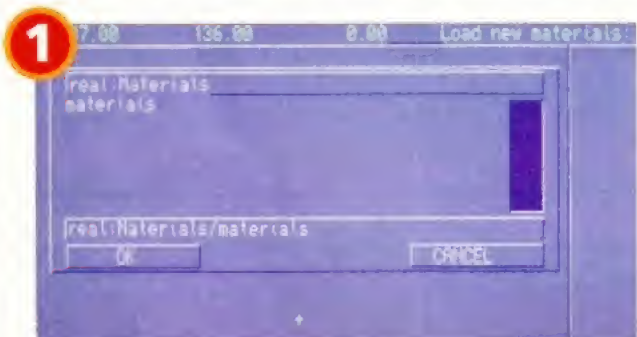 1
7.00 136.00 0.00 Load new materials:
real:Materials
materials
real:Materials/materials
OK CANCEL